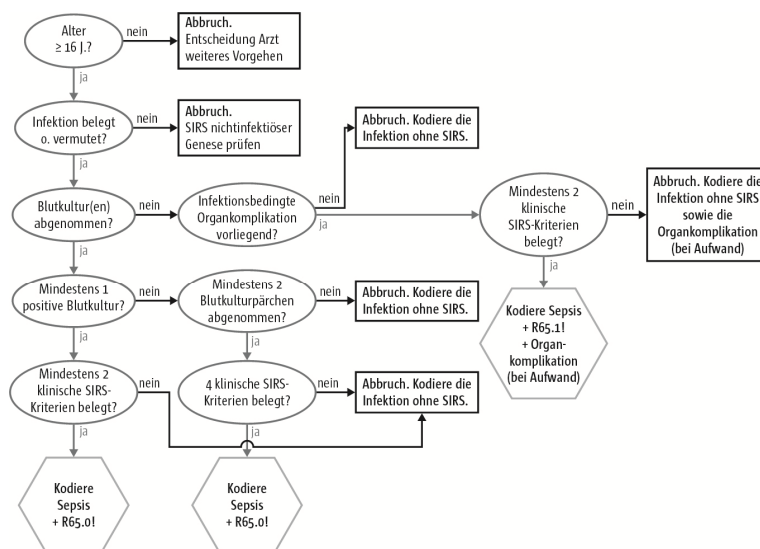 Alter
≥ 16 J.?
nein
Abbruch.
Entscheidung Arzt
weiteres Vorgehen
ja
Infektion belegt
o. vermutet?
nein
Abbruch.
SIRS nichtinfektiöser
Genese prüfen
Abbruch. Kodiere die
Infektion ohne SIRS.
ja
Blutkultur(en)
abgenommen?
nein
Infektionsbedingte
Organkomplikation
vorliegend?
nein
ja
Mindestens 2
klinische
SIRS-Kriterien
belegt?
nein
Abbruch. Kodiere die
Infektion ohne SIRS
sowie die
Organkomplikation
(bei Aufwand)
ja
ja
Mindestens 1
positive Blutkultur?
nein
Mindestens 2
Blutkulturpärchen
abgenommen?
nein
Abbruch. Kodiere die
Infektion ohne SIRS.
Kodiere Sepsis
+ R65.1!
+ Organ-
komplikation
(bei Aufwand)
ja
ja
Mindestens 2
klinische SIRS-
Kriterien belegt?
nein
4 klinische SIRS-
Kriterien belegt?
nein
Abbruch. Kodiere die
Infektion ohne SIRS.
ja
ja
Kodiere
Sepsis
+ R65.0!
Kodiere
Sepsis
+ R65.0!